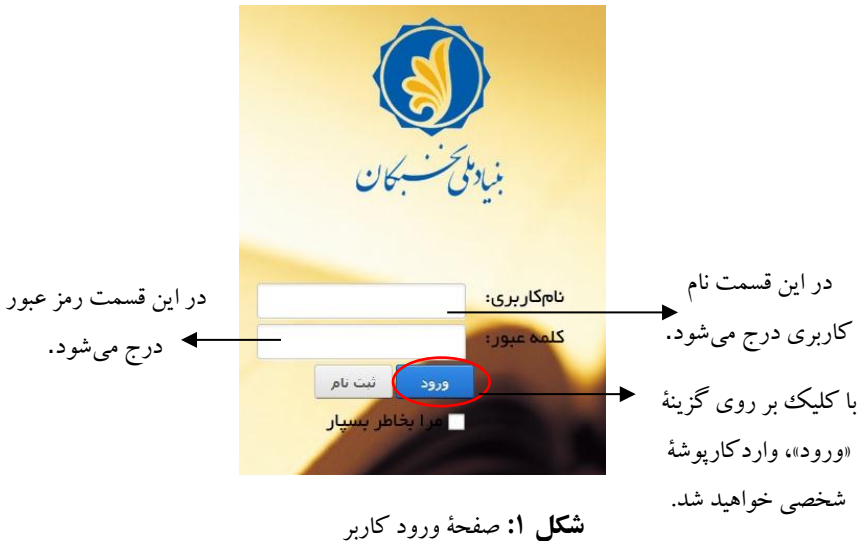 بنیاد ملی نخبگان
نام‌کاربری:
کلمه عبور:
ورود
ثبت نام
مرا بخاطر بسپار
در این قسمت نام
کاربری درج می‌شود.
در این قسمت رمز عبور
درج می‌شود.
با کلیک بر روی گزینهٔ
«ورود»، وارد کارپوشهٔ
شخصی خواهید شد.
شکل ۱: صفحهٔ ورود کاربر